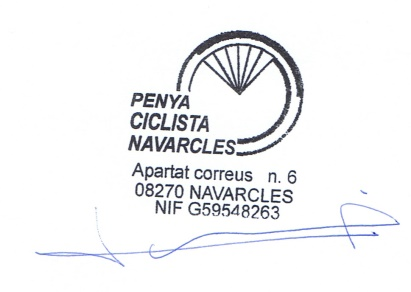 PENYA
CICLISTA
NAVARCLES
Apartat correus n. 6
08270 NAVARCLES
NIF G59548263